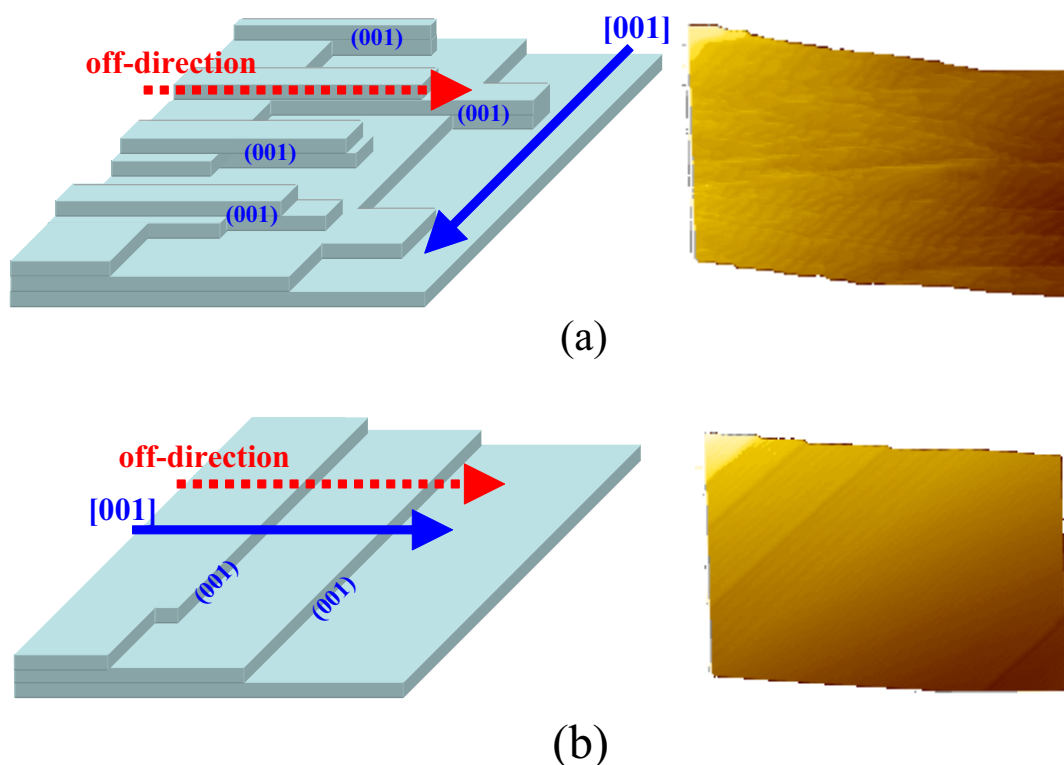 (001)
[001]
off-direction
(001)
(001)
(001)
(a)
off-direction
[001]
(001)
(001)
(b)